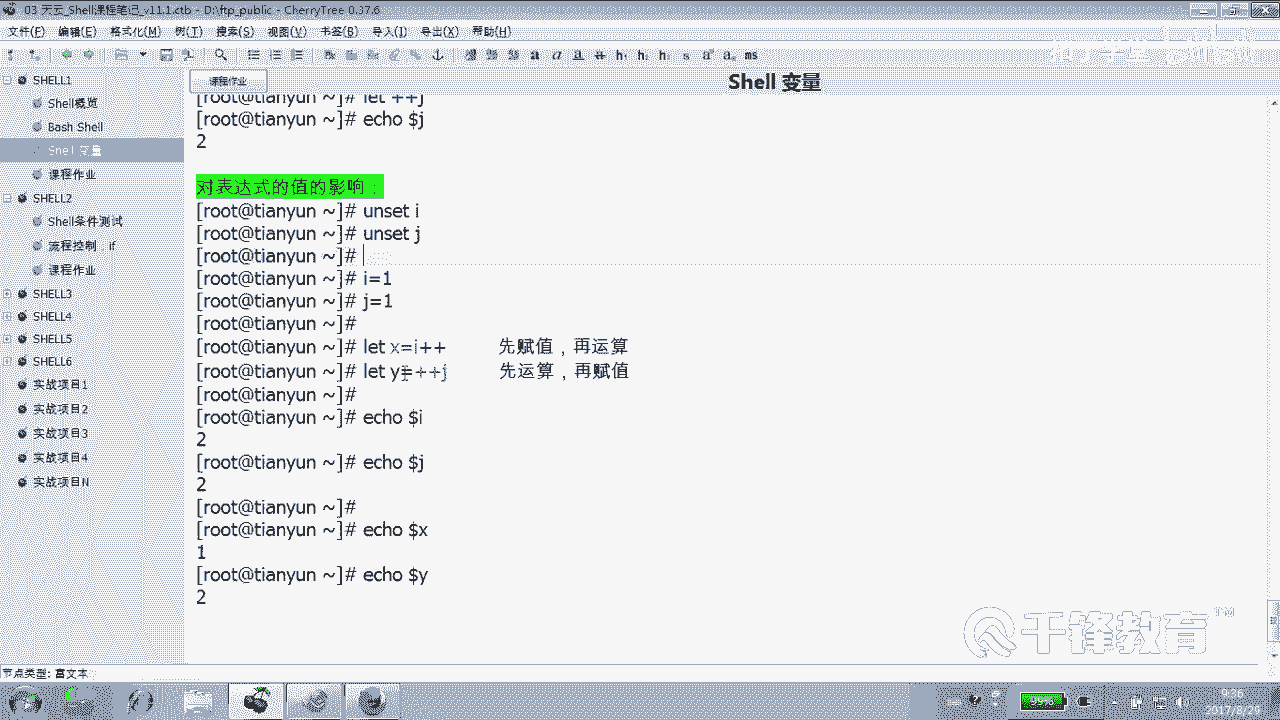 03_天云_Shell课程笔记_v11.1.ctb - D:\ftp_public - CherryTree 0.37.6
文件(F) 编辑(E) 格式化(M) 树(T) 搜索(S) 视图(V) 书签(B) 导入(I) 导出(X) 帮助(H)
SHELL1
Shell概览
Bash Shell
Shell 变量
课程作业
SHELL2
Shell条件测试
流程控制：if
课程作业
SHELL3
SHELL4
SHELL5
SHELL6
实战项目1
实战项目2
实战项目3
实战项目4
实战项目N
课程作业
Shell 变量
[root@tianyun ~]# let ++j
[root@tianyun ~]# echo $j
2
对表达式的值的影响：
[root@tianyun ~]# unset i
[root@tianyun ~]# unset j
[root@tianyun ~]#
[root@tianyun ~]# i=1
[root@tianyun ~]# j=1
[root@tianyun ~]#
[root@tianyun ~]# let x=i++ 先赋值，再运算
[root@tianyun ~]# let y=++j 先运算，再赋值
[root@tianyun ~]#
[root@tianyun ~]# echo $i
2
[root@tianyun ~]# echo $j
2
[root@tianyun ~]#
[root@tianyun ~]# echo $x
1
[root@tianyun ~]# echo $y
2
千锋教育 TM
节点类型: 富文本
99%
9:36
2017/8/29